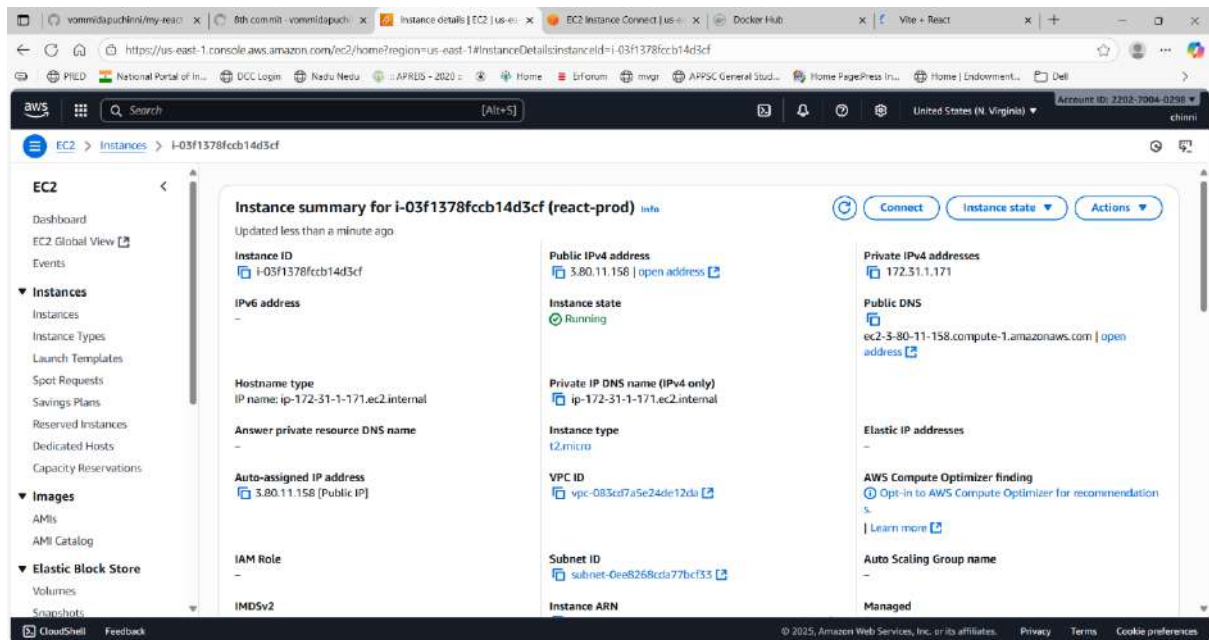 vommidapuchinni/my-react
8th commit · vommidapuch
Instance details | EC2 | us-ea
EC2 Instance Connect | us-e
Docker Hub
Vite + React
https://us-east-1.console.aws.amazon.com/ec2/home?region=us-east-1#InstanceDetails:instanceId=i-03f1378fccb14d3cf
PRED
National Portal of In...
DCC Login
Nadu Nedu
:: APREIS - 2020 ::
Home
Erforum
mvgr
APPSC General Stud...
Home Page:Press In...
Home | Endowment...
Dell
aws
Search
[Alt+S]
United States (N. Virginia)
Account ID: 2202-7004-0298
chinni
EC2 > Instances > i-03f1378fccb14d3cf
EC2
Dashboard
EC2 Global View
Events
Instances
Instances
Instance Types
Launch Templates
Spot Requests
Savings Plans
Reserved Instances
Dedicated Hosts
Capacity Reservations
Images
AMIs
AMI Catalog
Elastic Block Store
Volumes
Snapshots
Instance summary for i-03f1378fccb14d3cf (react-prod) Info
Connect
Instance state
Actions
Updated less than a minute ago
Instance ID
i-03f1378fccb14d3cf
Public IPv4 address
3.80.11.158 | open address
Private IPv4 addresses
172.31.1.171
IPv6 address
–
Instance state
Running
Public DNS
ec2-3-80-11-158.compute-1.amazonaws.com | open
address
Hostname type
IP name: ip-172-31-1-171.ec2.internal
Private IP DNS name (IPv4 only)
ip-172-31-1-171.ec2.internal
Answer private resource DNS name
–
Instance type
t2.micro
Elastic IP addresses
–
Auto-assigned IP address
3.80.11.158 [Public IP]
VPC ID
vpc-083cd7a5e24de12da
AWS Compute Optimizer finding
Opt-in to AWS Compute Optimizer for recommendation
s.
| Learn more
IAM Role
–
Subnet ID
subnet-0ee8268cda77bcf33
Auto Scaling Group name
–
IMDSv2
Instance ARN
Managed
CloudShell
Feedback
© 2025, Amazon Web Services, Inc. or its affiliates.
Privacy
Terms
Cookie preferences